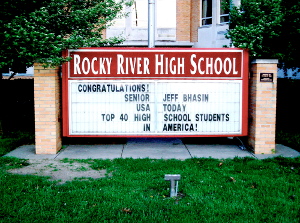 ROCKY RIVER HIGH SCHOOL
CONGRATULATIONS!
SENIOR JEFF BHASIN
USA TODAY
TOP 40 HIGH SCHOOL STUDENTS
IN AMERICA!